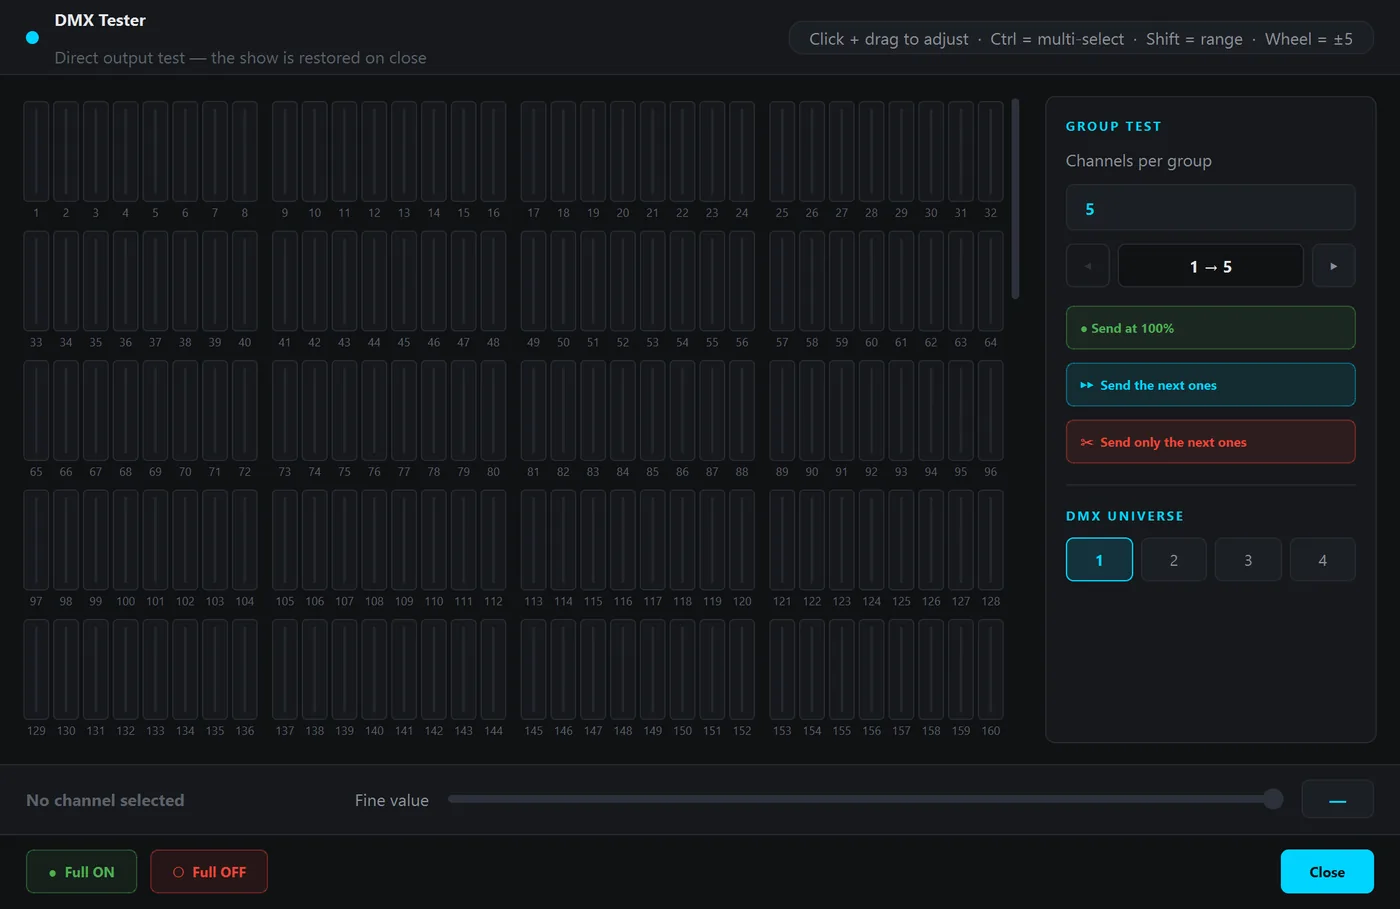 DMX Tester
Direct output test — the show is restored on close
Click + drag to adjust · Ctrl = multi-select · Shift = range · Wheel = ±5
1 2 3 4 5 6 7 8 9 10 11 12 13 14 15 16 17 18 19 20 21 22 23 24 25 26 27 28 29 30 31 32
33 34 35 36 37 38 39 40 41 42 43 44 45 46 47 48 49 50 51 52 53 54 55 56 57 58 59 60 61 62 63 64
65 66 67 68 69 70 71 72 73 74 75 76 77 78 79 80 81 82 83 84 85 86 87 88 89 90 91 92 93 94 95 96
97 98 99 100 101 102 103 104 105 106 107 108 109 110 111 112 113 114 115 116 117 118 119 120 121 122 123 124 125 126 127 128
129 130 131 132 133 134 135 136 137 138 139 140 141 142 143 144 145 146 147 148 149 150 151 152 153 154 155 156 157 158 159 160
GROUP TEST
Channels per group
5
1 → 5
● Send at 100%
Send the next ones
✂ Send only the next ones
DMX UNIVERSE
1 2 3 4
No channel selected
Fine value
—
● Full ON
○ Full OFF
Close